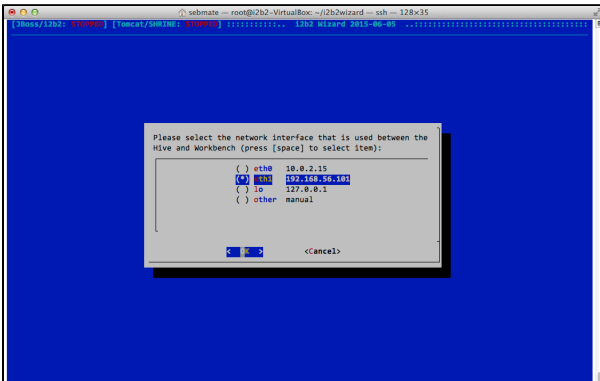 sebmate — root@i2b2-VirtualBox: ~/i2b2wizard — ssh — 128×35
[JBoss/i2b2: STOPPED] [Tomcat/SHRINE: STOPPED] ::::::::::.. i2b2 Wizard 2015-06-05 ..::::::::::::::::::::::::::::::::::::
Please select the network interface that is used between the
Hive and Workbench (press [space] to select item):
( ) eth0 10.0.2.15
(*) eth1 192.168.56.101
( ) lo 127.0.0.1
( ) other manual
< OK > <Cancel>